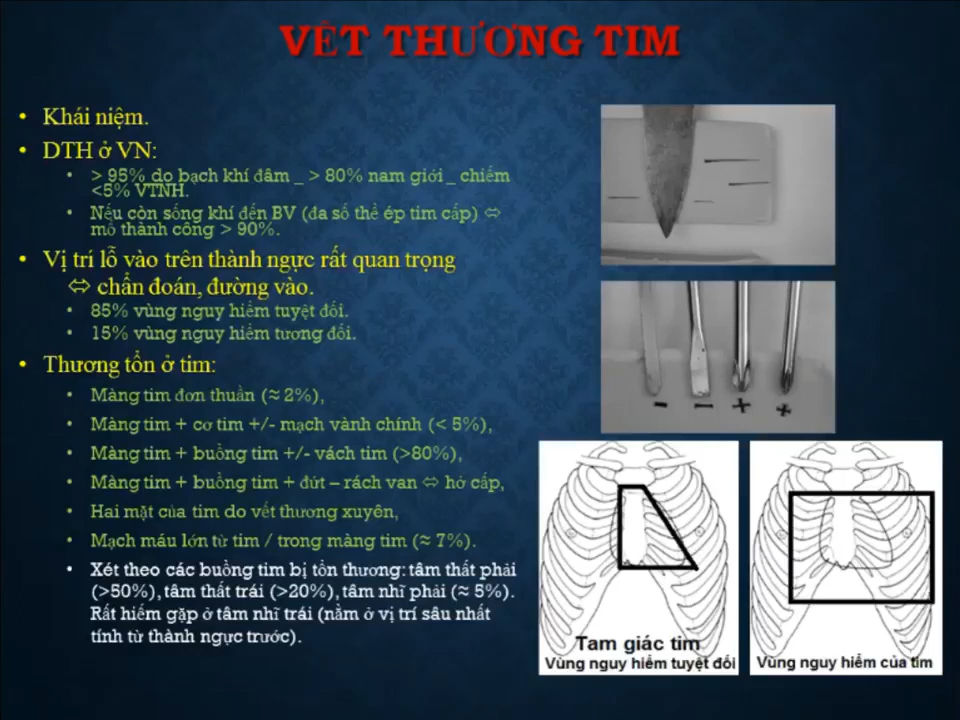 VẾT THƯƠNG TIM
• Khái niệm.
• DTH ở VN:
• > 95% do bạch khí đâm _ > 80% nam giới _ chiếm
<5% VTNH.
• Nếu còn sống khí đến BV (đa số thể ép tim cấp) ⇔
mổ thành công > 90%.
• Vị trí lỗ vào trên thành ngực rất quan trọng
⇔ chẩn đoán, đường vào.
• 85% vùng nguy hiểm tuyệt đối.
• 15% vùng nguy hiểm tương đối.
• Thương tổn ở tim:
• Màng tim đơn thuần (≈ 2%),
• Màng tim + cơ tim +/- mạch vành chính (< 5%),
• Màng tim + buồng tim +/- vách tim (>80%),
• Màng tim + buồng tim + đứt – rách van ⇔ hở cấp,
• Hai mặt của tim do vết thương xuyên,
• Mạch máu lớn từ tim / trong màng tim (≈ 7%).
• Xét theo các buồng tim bị tổn thương: tâm thất phải
(>50%), tâm thất trái (>20%), tâm nhĩ phải (≈ 5%).
Rất hiếm gặp ở tâm nhĩ trái (nằm ở vị trí sâu nhất
tính từ thành ngực trước).
Tam giác tim
Vùng nguy hiểm tuyệt đối
Vùng nguy hiểm của tim